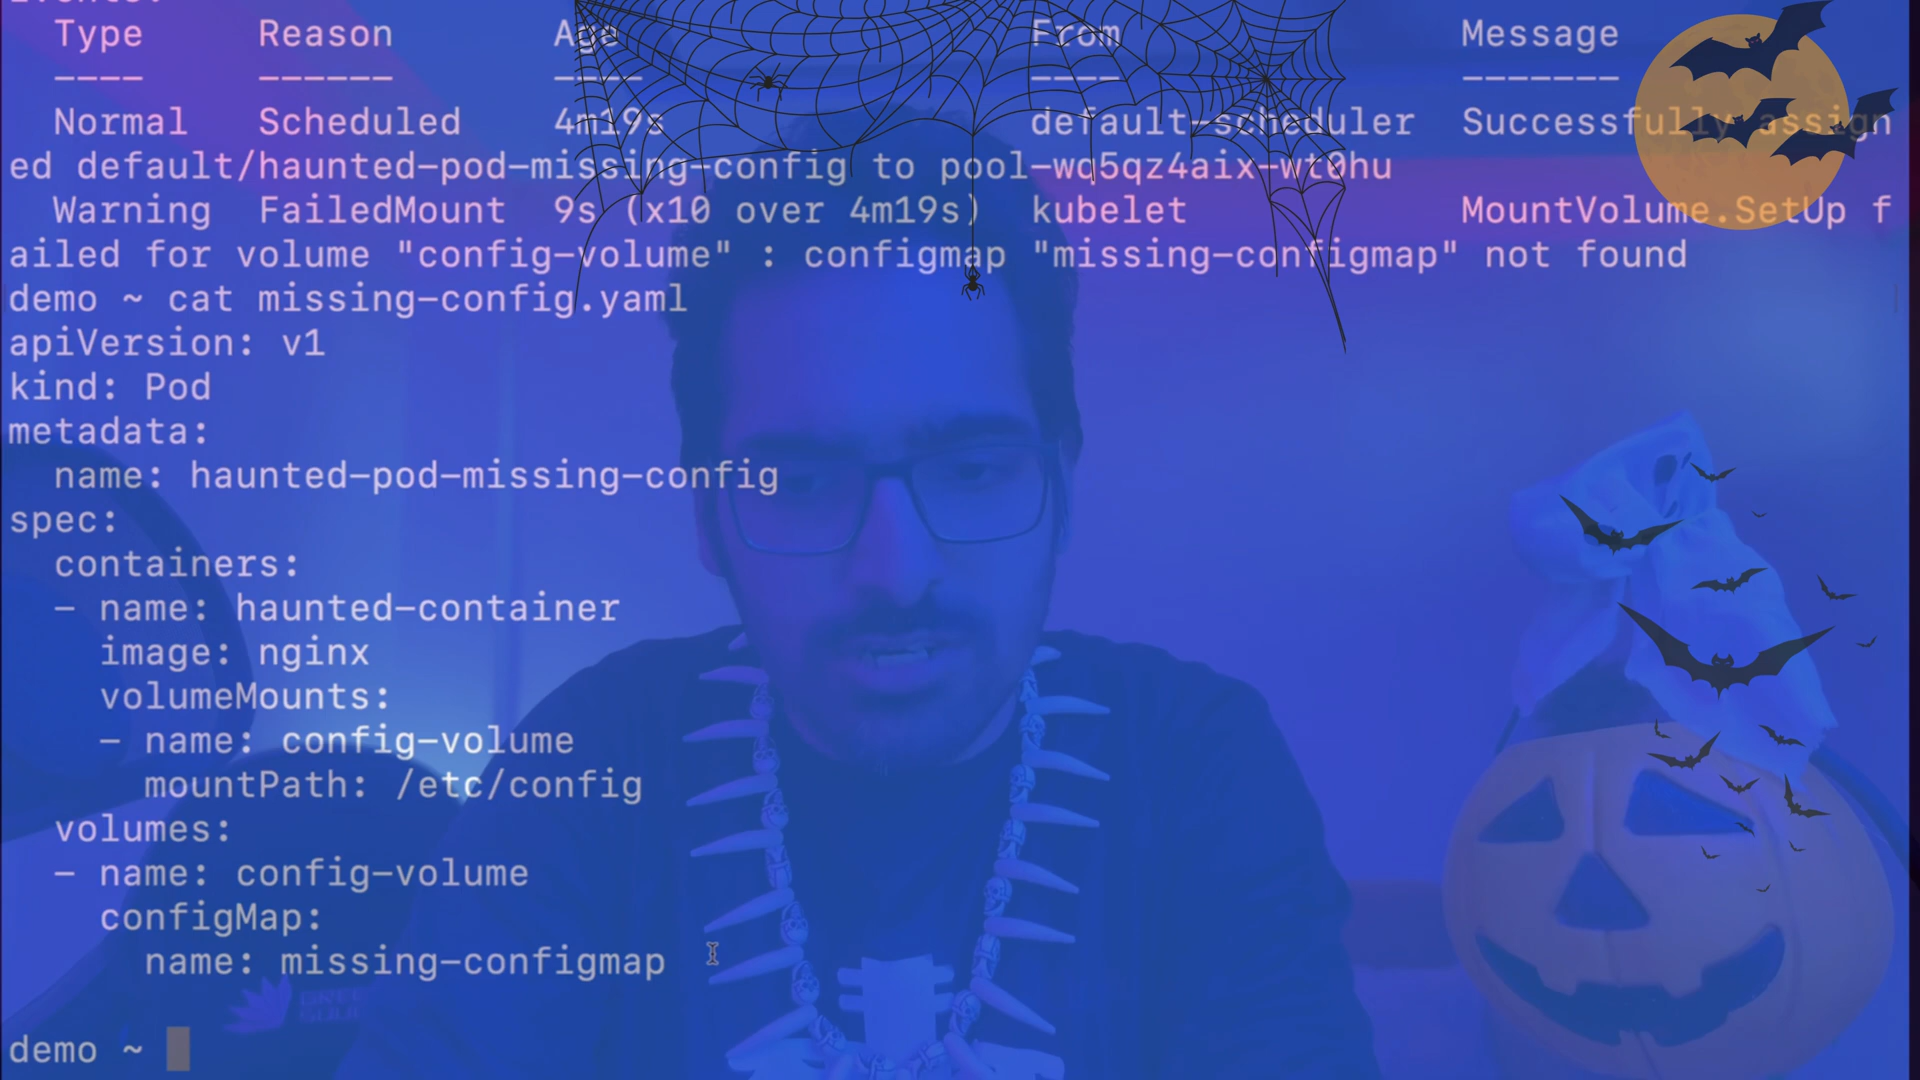 Events:
Type Reason Age From Message
---- ------ ---- ---- -------
Normal Scheduled 4m19s default-scheduler Successfully assign
ed default/haunted-pod-missing-config to pool-wq5qz4aix-wt0hu
Warning FailedMount 9s (x10 over 4m19s) kubelet MountVolume.SetUp f
ailed for volume "config-volume" : configmap "missing-configmap" not found
demo ~ cat missing-config.yaml
apiVersion: v1
kind: Pod
metadata:
  name: haunted-pod-missing-config
spec:
  containers:
  - name: haunted-container
    image: nginx
    volumeMounts:
    - name: config-volume
      mountPath: /etc/config
  volumes:
  - name: config-volume
    configMap:
      name: missing-configmap
demo ~